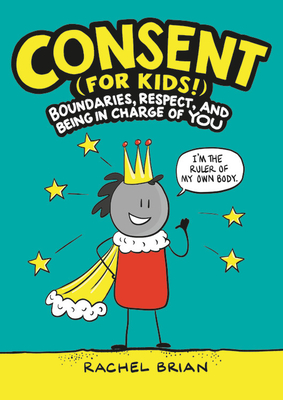 CONSENT
(FOR KIDS!)
BOUNDARIES, RESPECT, AND
BEING IN CHARGE OF YOU
I'M THE
RULER OF
MY OWN BODY.
RACHEL BRIAN